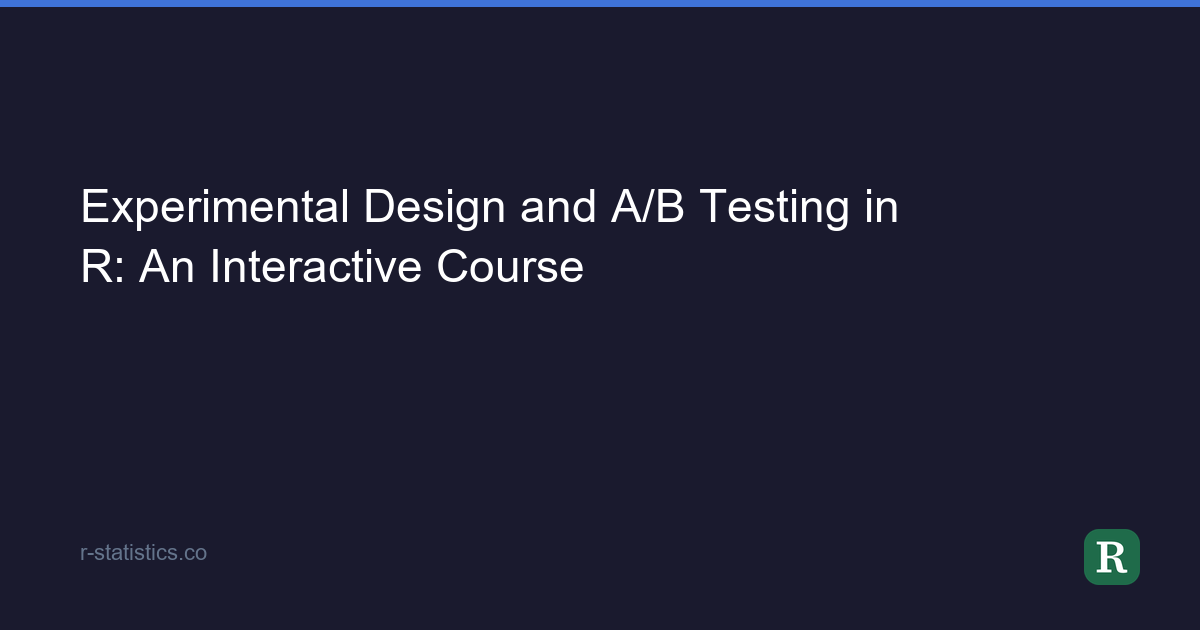 Experimental Design and A/B Testing in
R: An Interactive Course
r-statistics.co
R